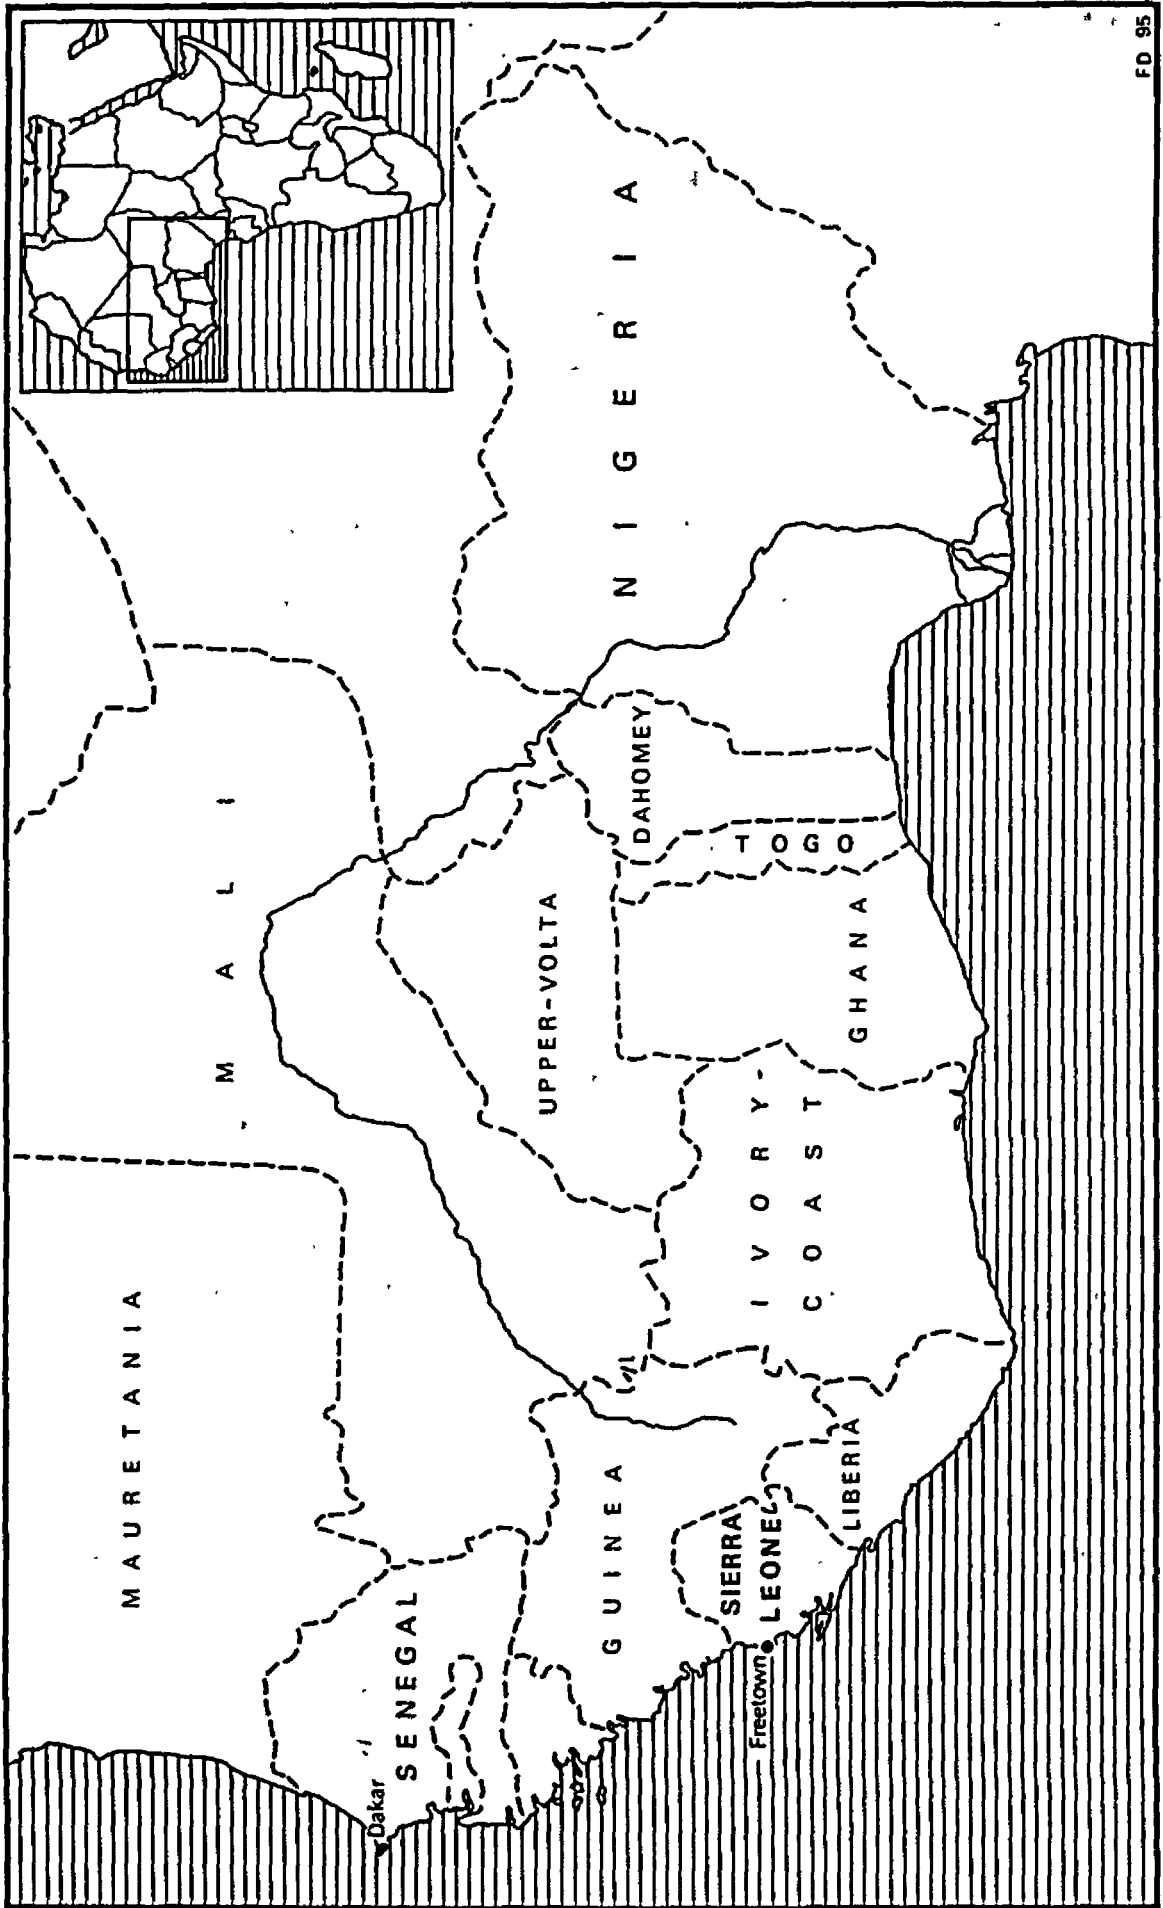 MAURETANIA
MALI
SENEGAL
Dakar
GUINEA
SIERRA
LEONE
Freetown
LIBERIA
IVORY-
COAST
UPPER-VOLTA
GHANA
TOGO
DAHOMEY
NIGERIA
FD 95